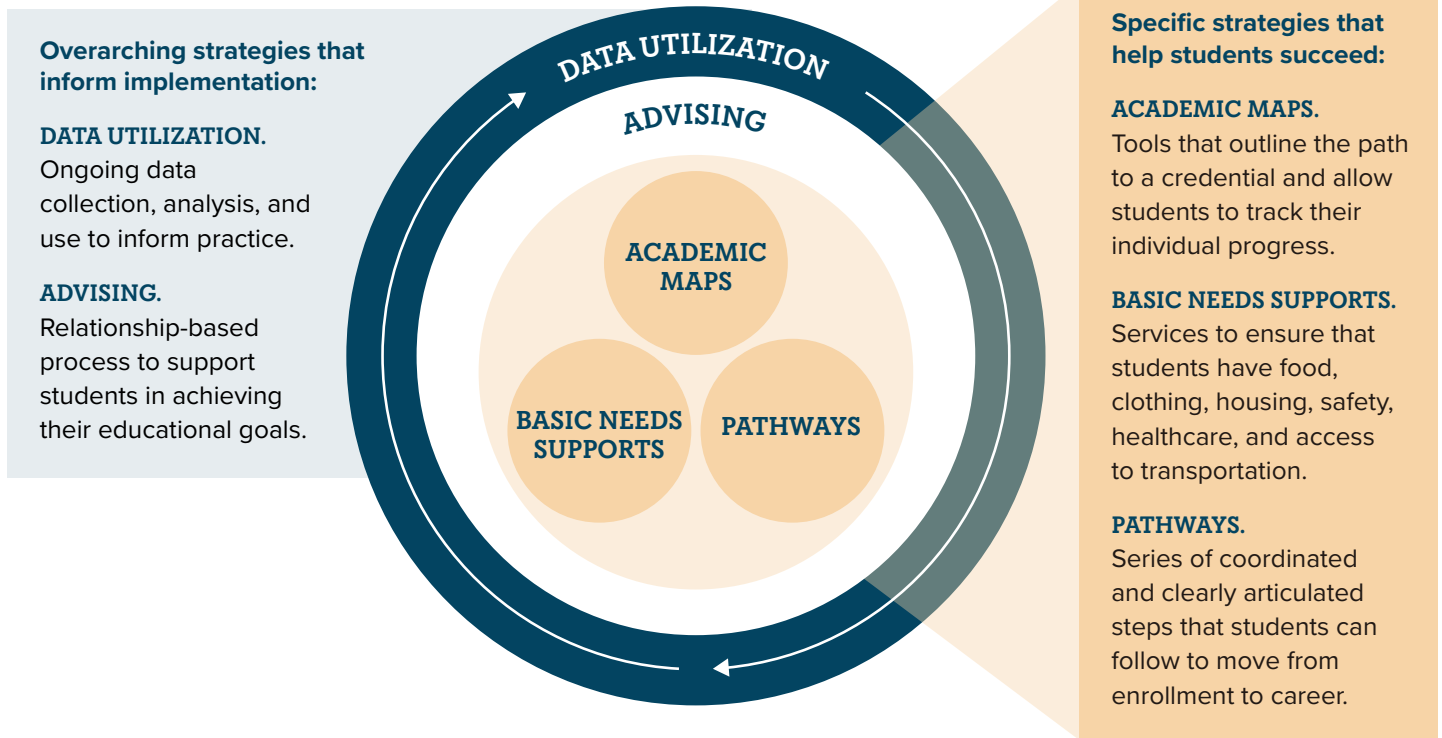 Overarching strategies that
inform implementation:
DATA UTILIZATION.
Ongoing data
collection, analysis, and
use to inform practice.
ADVISING.
Relationship-based
process to support
students in achieving
their educational goals.
DATA UTILIZATION
ADVISING
ACADEMIC
MAPS
BASIC NEEDS
SUPPORTS
PATHWAYS
Specific strategies that
help students succeed:
ACADEMIC MAPS.
Tools that outline the path
to a credential and allow
students to track their
individual progress.
BASIC NEEDS SUPPORTS.
Services to ensure that
students have food,
clothing, housing, safety,
healthcare, and access
to transportation.
PATHWAYS.
Series of coordinated
and clearly articulated
steps that students can
follow to move from
enrollment to career.